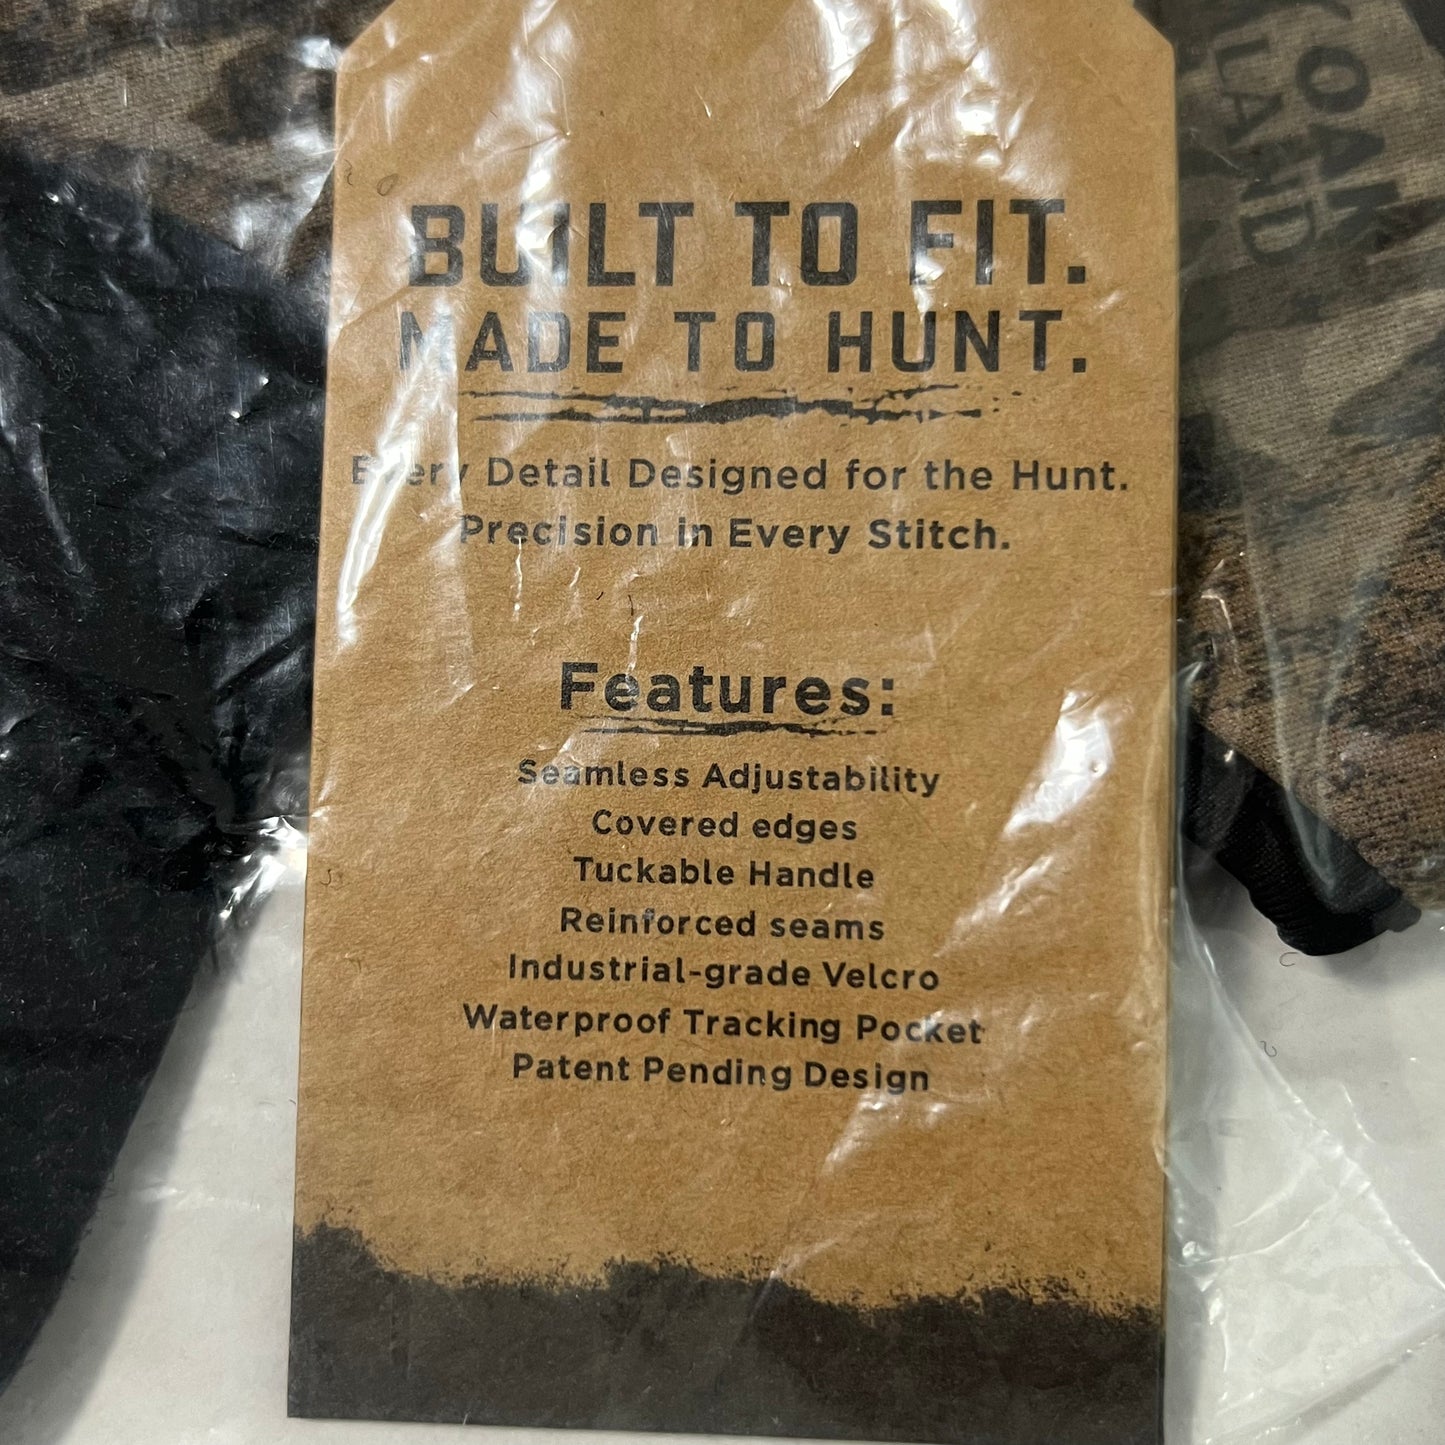 BUILT TO FIT.
MADE TO HUNT.
Every Detail Designed for the Hunt.
Precision in Every Stitch.
Features:
Seamless Adjustability
Covered edges
Tuckable Handle
Reinforced seams
Industrial-grade Velcro
Waterproof Tracking Pocket
Patent Pending Design
LAND